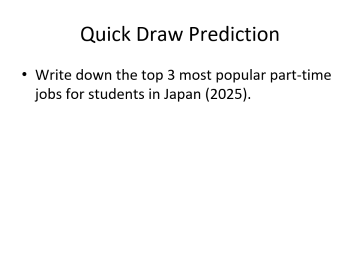 Quick Draw Prediction
• Write down the top 3 most popular part-time
jobs for students in Japan (2025).